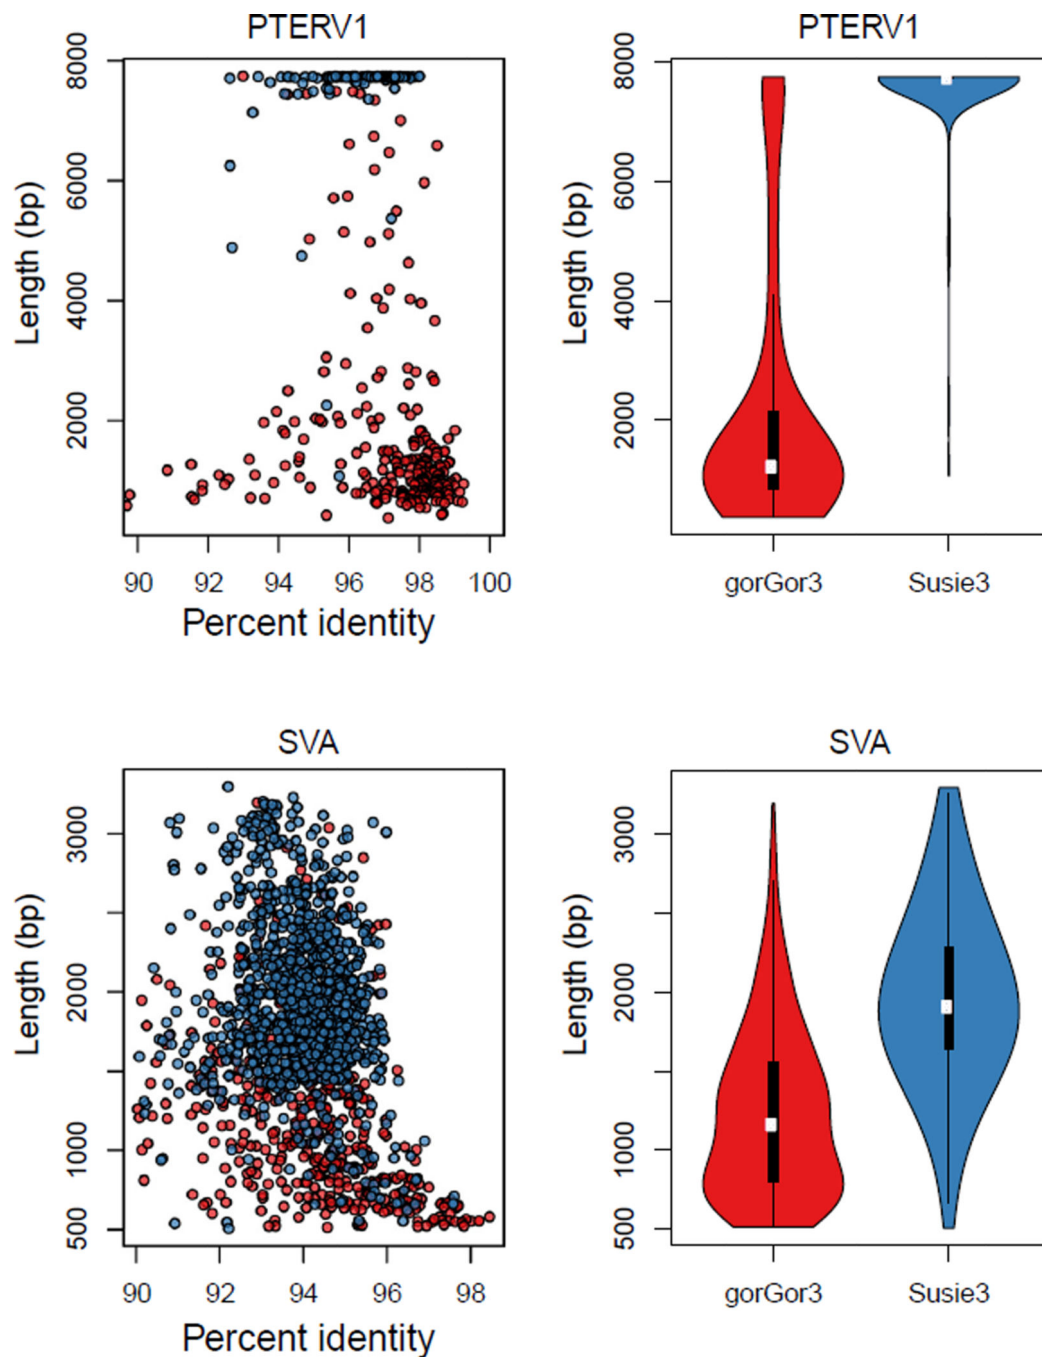 PTERV1
PTERV1
Length (bp)
8000
6000
4000
2000
90 92 94 96 98 100
Percent identity
Length (bp)
8000
6000
4000
2000
gorGor3 Susie3
SVA
SVA
Length (bp)
3000
2000
1000
500
90 92 94 96 98
Percent identity
Length (bp)
3000
2000
1000
500
gorGor3 Susie3